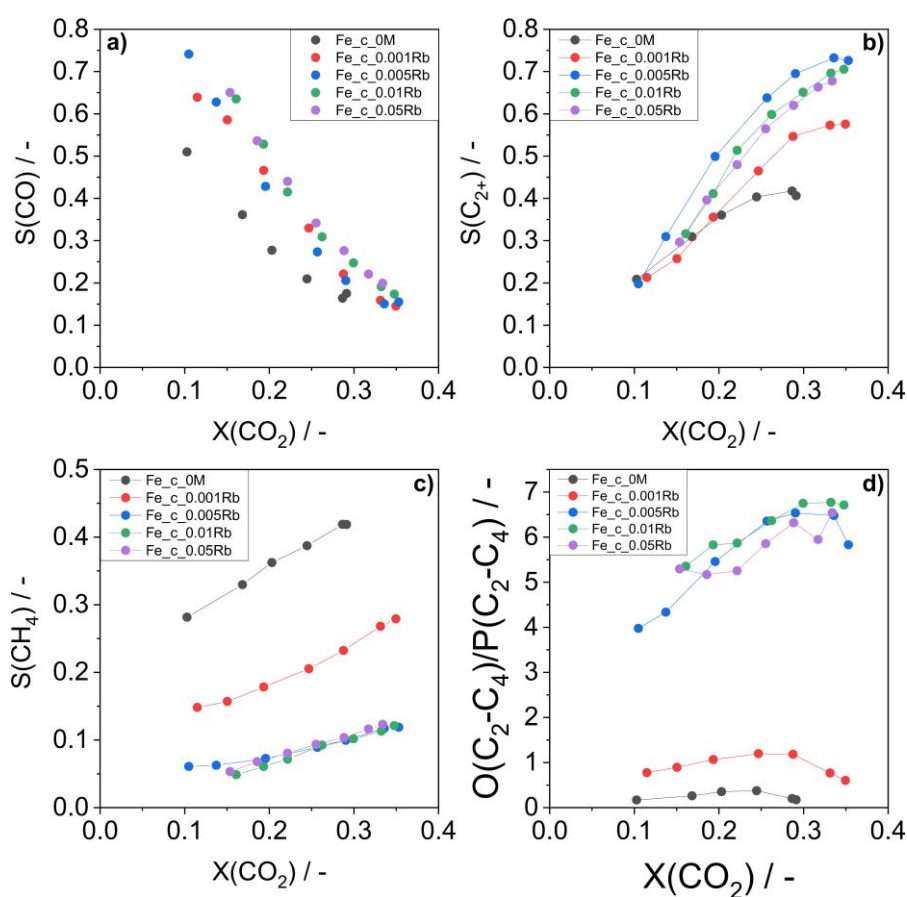 a)
Fe_c_0M
Fe_c_0.001Rb
Fe_c_0.005Rb
Fe_c_0.01Rb
Fe_c_0.05Rb
S(CO) / -
0.8
0.7
0.6
0.5
0.4
0.3
0.2
0.1
0.0
0.0 0.1 0.2 0.3 0.4
X(CO₂) / -
b)
Fe_c_0M
Fe_c_0.001Rb
Fe_c_0.005Rb
Fe_c_0.01Rb
Fe_c_0.05Rb
S(C₂₊) / -
0.8
0.7
0.6
0.5
0.4
0.3
0.2
0.1
0.0
0.0 0.1 0.2 0.3 0.4
X(CO₂) / -
c)
Fe_c_0M
Fe_c_0.001Rb
Fe_c_0.005Rb
Fe_c_0.01Rb
Fe_c_0.05Rb
S(CH₄) / -
0.5
0.4
0.3
0.2
0.1
0.0
0.0 0.1 0.2 0.3 0.4
X(CO₂) / -
d)
Fe_c_0M
Fe_c_0.001Rb
Fe_c_0.005Rb
Fe_c_0.01Rb
Fe_c_0.05Rb
O(C₂-C₄)/P(C₂-C₄) / -
7
6
5
4
3
2
1
0
0.0 0.1 0.2 0.3 0.4
X(CO₂) / -